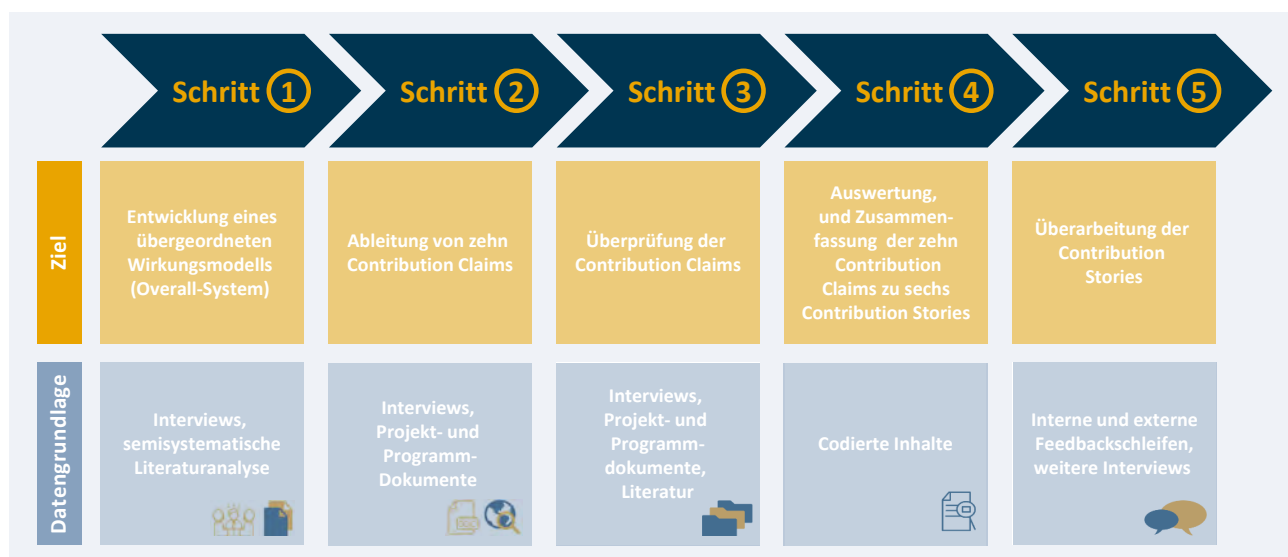 Schritt 1
Schritt 2
Schritt 3
Schritt 4
Schritt 5
Ziel
Entwicklung eines
übergeordneten
Wirkungsmodells
(Overall-System)
Ableitung von zehn
Contribution Claims
Überprüfung der
Contribution Claims
Auswertung,
und Zusammen-
fassung der zehn
Contribution
Claims zu sechs
Contribution Stories
Überarbeitung der
Contribution
Stories
Datengrundlage
Interviews,
semisystematische
Literaturanalyse
Interviews,
Projekt- und
Programm-
Dokumente
Interviews,
Projekt- und
Programm-
dokumente,
Literatur
Codierte Inhalte
Interne und externe
Feedbackschleifen,
weitere Interviews